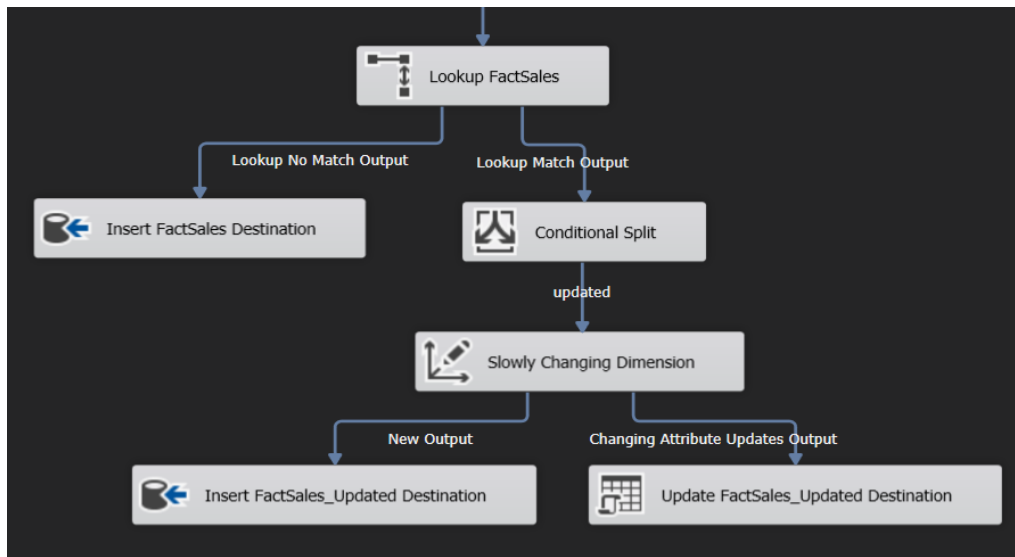 Lookup FactSales
Lookup No Match Output
Lookup Match Output
Insert FactSales Destination
Conditional Split
updated
Slowly Changing Dimension
New Output
Changing Attribute Updates Output
Insert FactSales_Updated Destination
Update FactSales_Updated Destination